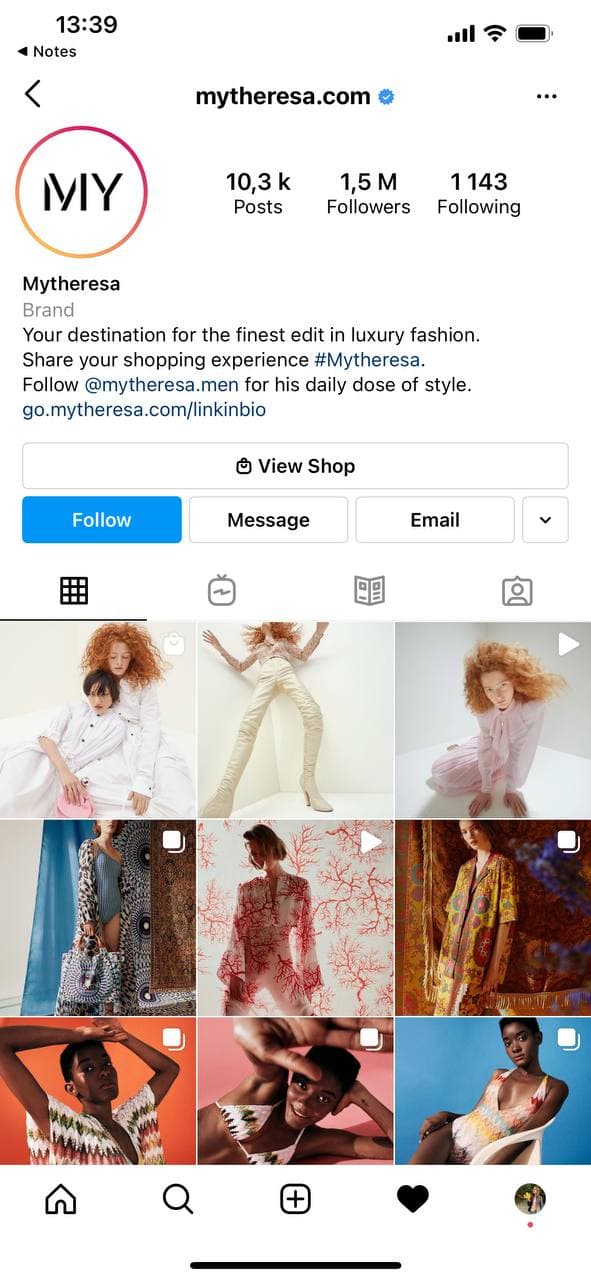 13:39
◀ Notes
mytheresa.com
MY
10,3 k 1,5 M 1 143
Posts Followers Following
Mytheresa
Brand
Your destination for the finest edit in luxury fashion.
Share your shopping experience #Mytheresa.
Follow @mytheresa.men for his daily dose of style.
go.mytheresa.com/linkinbio
View Shop
Follow Message Email